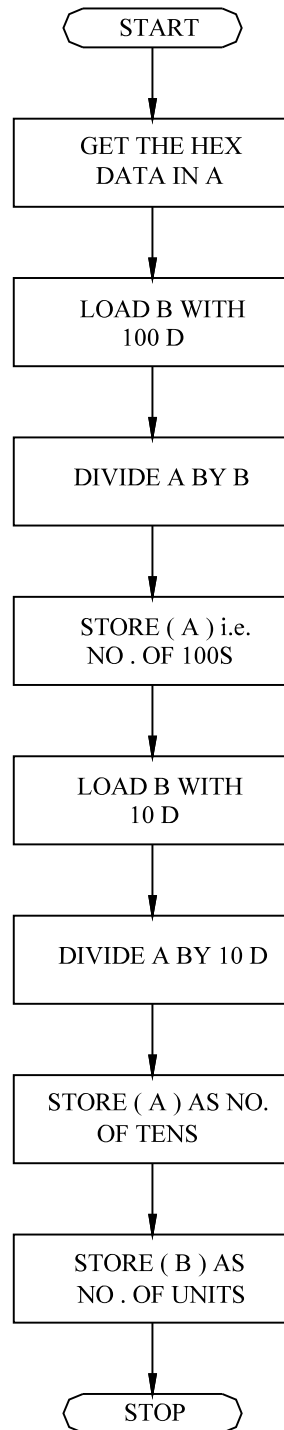 START
GET THE HEX
DATA IN A
LOAD B WITH
100 D
DIVIDE A BY B
STORE ( A ) i.e.
NO . OF 100S
LOAD B WITH
10 D
DIVIDE A BY 10 D
STORE ( A ) AS NO.
OF TENS
STORE ( B ) AS
NO . OF UNITS
STOP